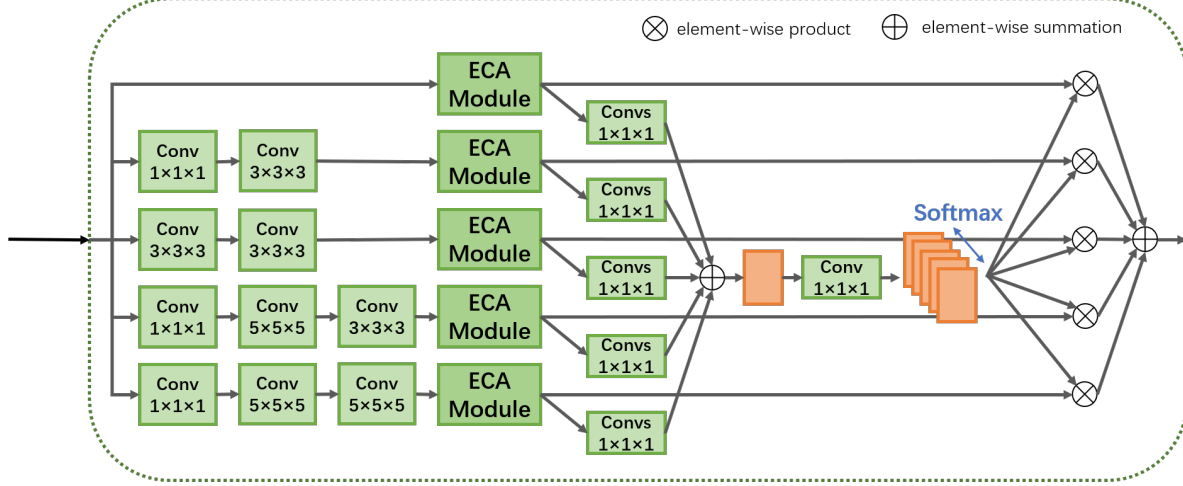 element-wise product
element-wise summation
ECA
Module
Convs
1×1×1
Conv
1×1×1
Conv
3×3×3
ECA
Module
Convs
1×1×1
Softmax
Conv
3×3×3
Conv
3×3×3
ECA
Module
Convs
1×1×1
Conv
1×1×1
Conv
1×1×1
Conv
5×5×5
Conv
3×3×3
ECA
Module
Convs
1×1×1
Conv
1×1×1
Conv
5×5×5
Conv
5×5×5
ECA
Module
Convs
1×1×1